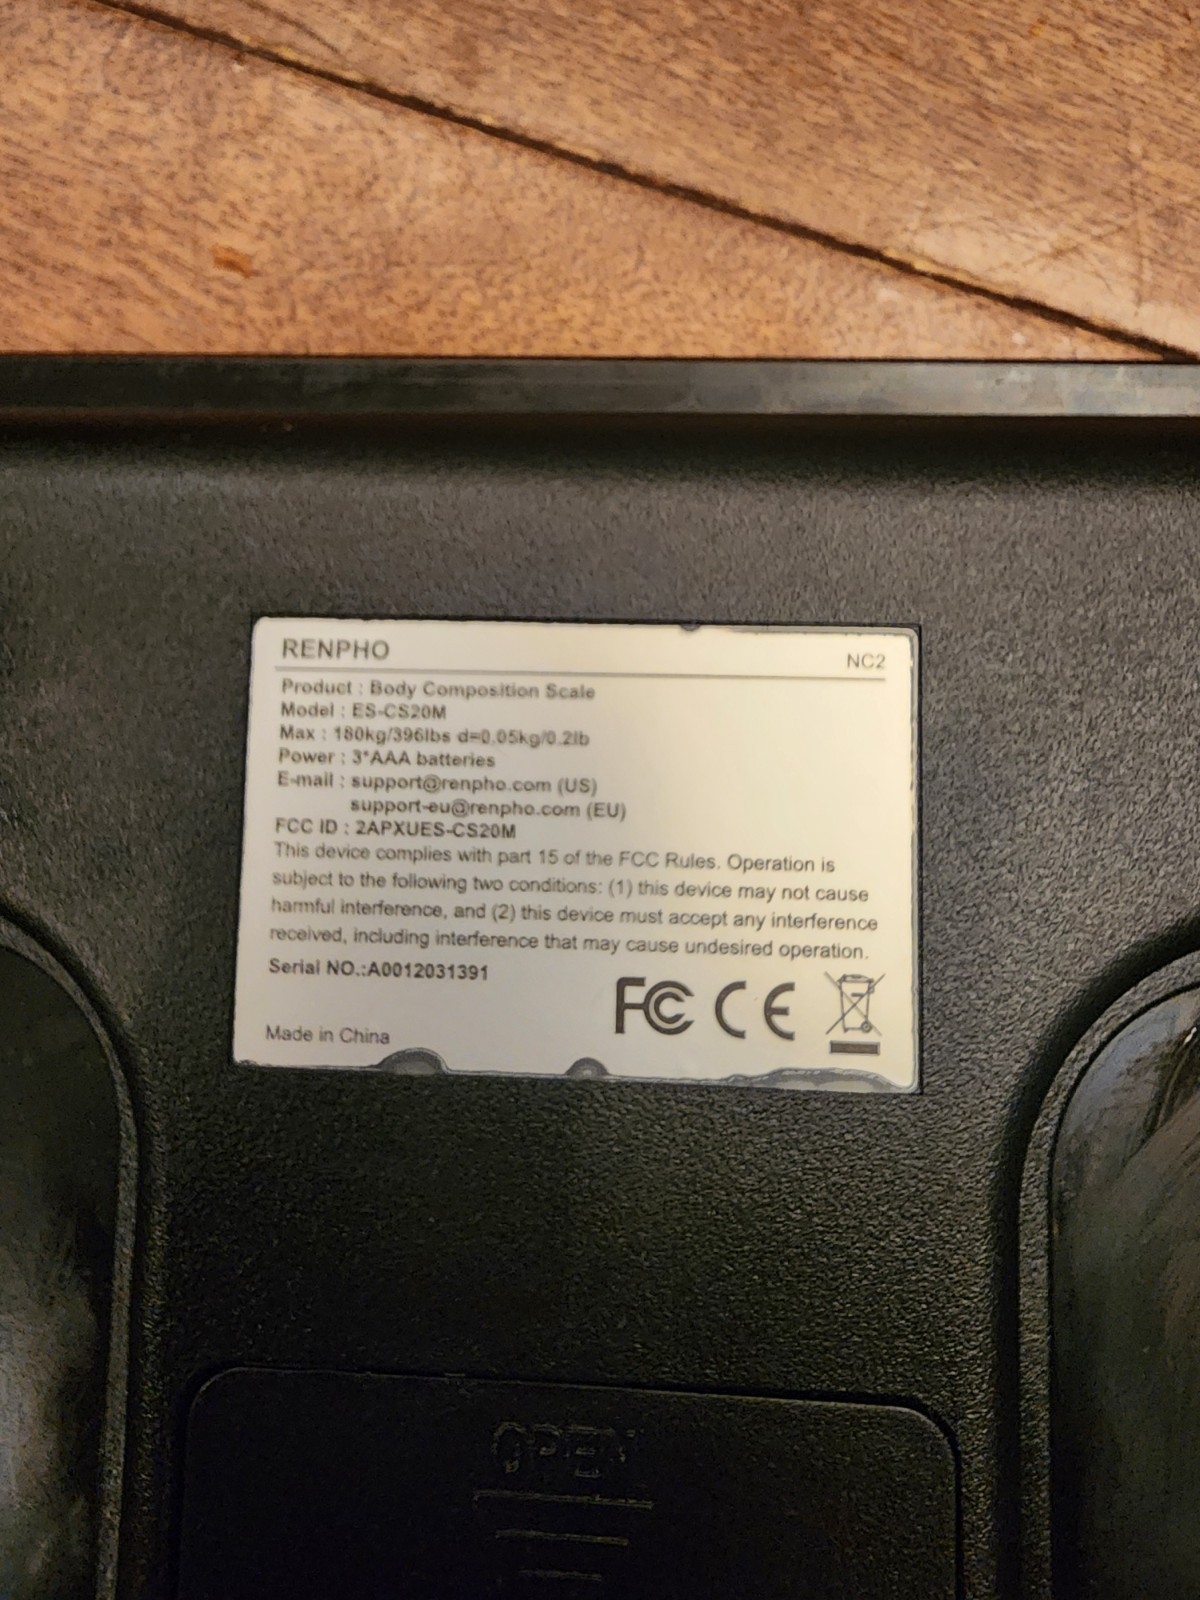 RENPHO
NC2
Product : Body Composition Scale
Model : ES-CS20M
Max : 180kg/396lbs d=0.05kg/0.2lb
Power : 3*AAA batteries
E-mail : support@renpho.com (US)
support-eu@renpho.com (EU)
FCC ID : 2APXUES-CS20M
This device complies with part 15 of the FCC Rules. Operation is
subject to the following two conditions: (1) this device may not cause
harmful interference, and (2) this device must accept any interference
received, including interference that may cause undesired operation.
Serial NO.:A0012031391
FC CE
Made in China
OPEN